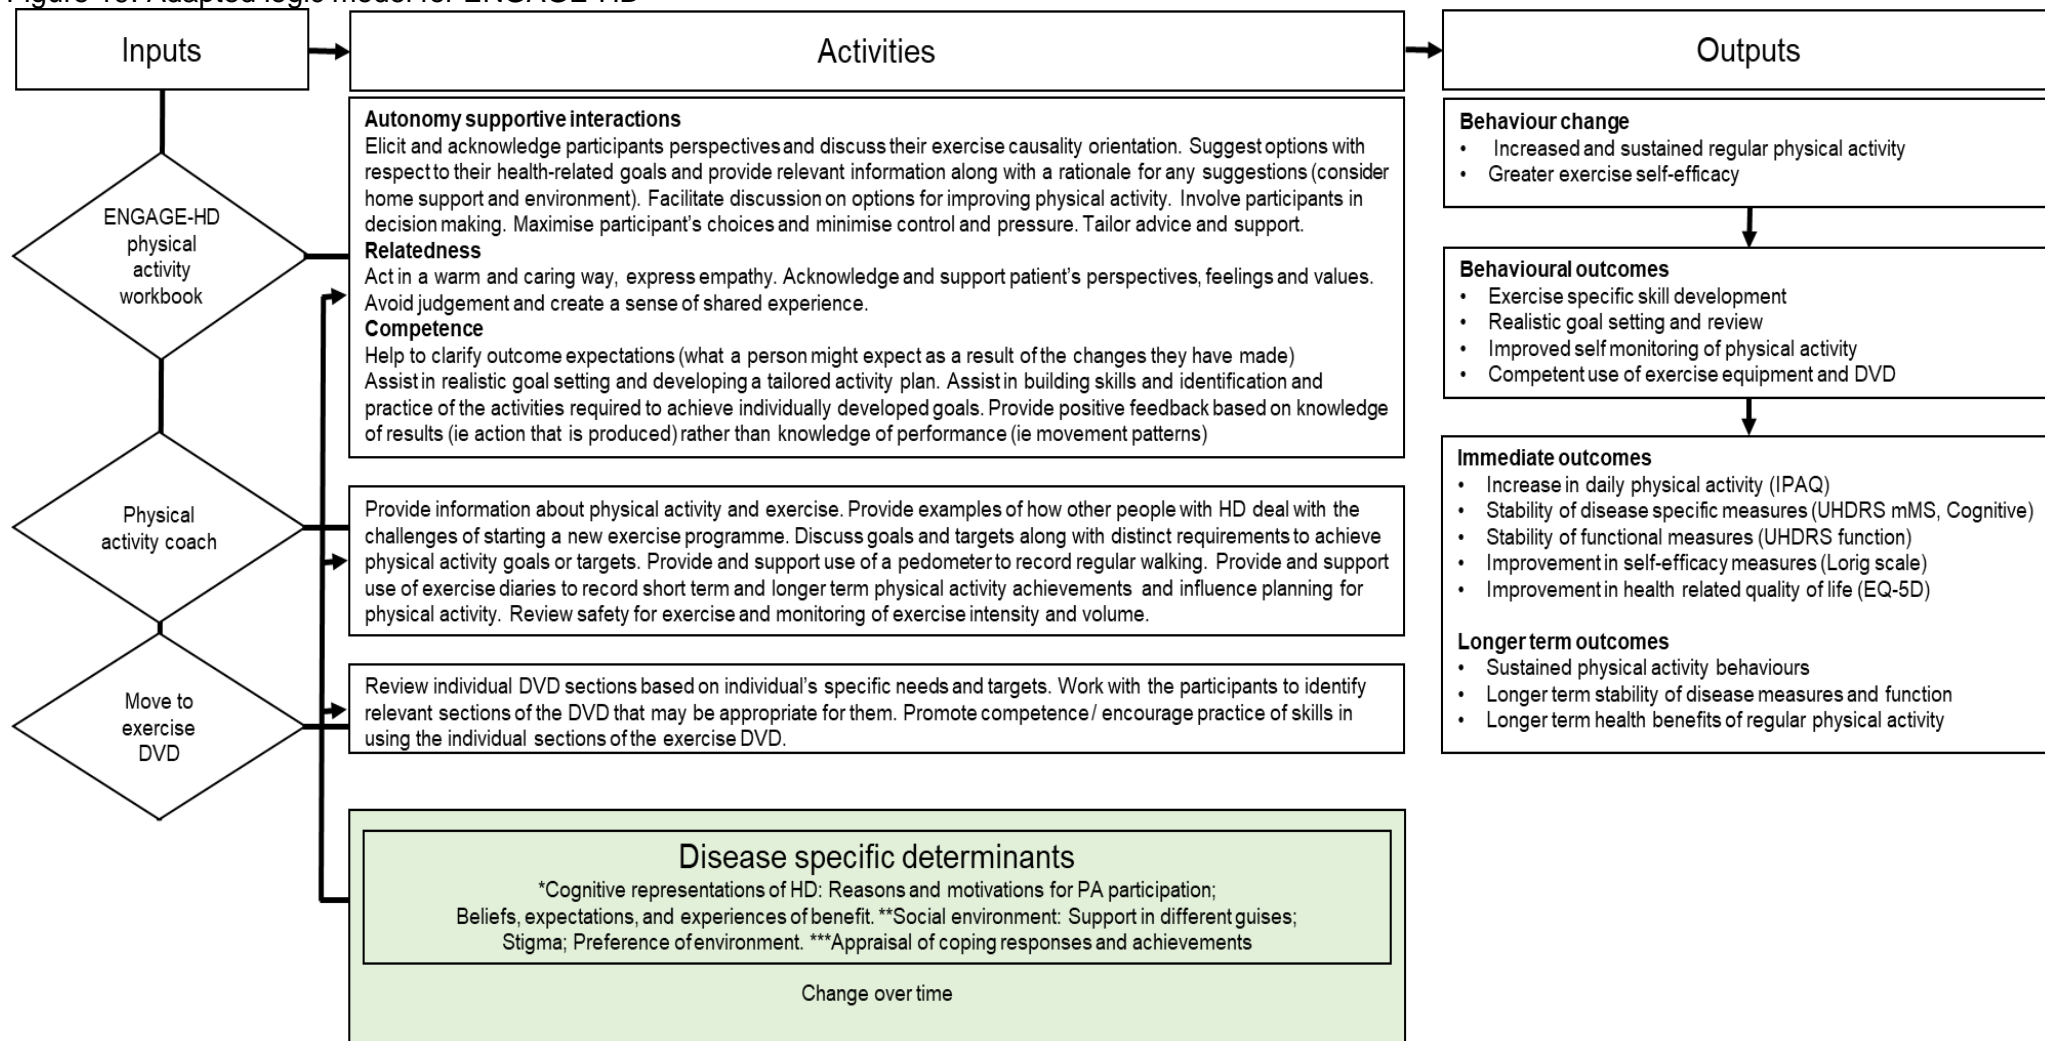 Figure 10: Adapted logic model for ENGAGE-HD
Inputs
Activities
Outputs
ENGAGE-HD
physical
activity
workbook
Physical
activity coach
Move to
exercise
DVD
Autonomy supportive interactions
Elicit and acknowledge participants perspectives and discuss their exercise causality orientation. Suggest options with
respect to their health-related goals and provide relevant information along with a rationale for any suggestions (consider
home support and environment). Facilitate discussion on options for improving physical activity. Involve participants in
decision making. Maximise participant's choices and minimise control and pressure. Tailor advice and support.
Relatedness
Act in a warm and caring way, express empathy. Acknowledge and support patient's perspectives, feelings and values.
Avoid judgement and create a sense of shared experience.
Competence
Help to clarify outcome expectations (what a person might expect as a result of the changes they have made)
Assist in realistic goal setting and developing a tailored activity plan. Assist in building skills and identification and
practice of the activities required to achieve individually developed goals. Provide positive feedback based on knowledge
of results (ie action that is produced) rather than knowledge of performance (ie movement patterns)
Provide information about physical activity and exercise. Provide examples of how other people with HD deal with the
challenges of starting a new exercise programme. Discuss goals and targets along with distinct requirements to achieve
physical activity goals or targets. Provide and support use of a pedometer to record regular walking. Provide and support
use of exercise diaries to record short term and longer term physical activity achievements and influence planning for
physical activity. Review safety for exercise and monitoring of exercise intensity and volume.
Review individual DVD sections based on individual's specific needs and targets. Work with the participants to identify
relevant sections of the DVD that may be appropriate for them. Promote competence / encourage practice of skills in
using the individual sections of the exercise DVD.
Disease specific determinants
*Cognitive representations of HD: Reasons and motivations for PA participation;
Beliefs, expectations, and experiences of benefit. **Social environment: Support in different guises;
Stigma; Preference of environment. ***Appraisal of coping responses and achievements
Change over time
Behaviour change
• Increased and sustained regular physical activity
• Greater exercise self-efficacy
Behavioural outcomes
• Exercise specific skill development
• Realistic goal setting and review
• Improved self monitoring of physical activity
• Competent use of exercise equipment and DVD
Immediate outcomes
• Increase in daily physical activity (IPAQ)
• Stability of disease specific measures (UHDRS mMS, Cognitive)
• Stability of functional measures (UHDRS function)
• Improvement in self-efficacy measures (Lorig scale)
• Improvement in health related quality of life (EQ-5D)
Longer term outcomes
• Sustained physical activity behaviours
• Longer term stability of disease measures and function
• Longer term health benefits of regular physical activity